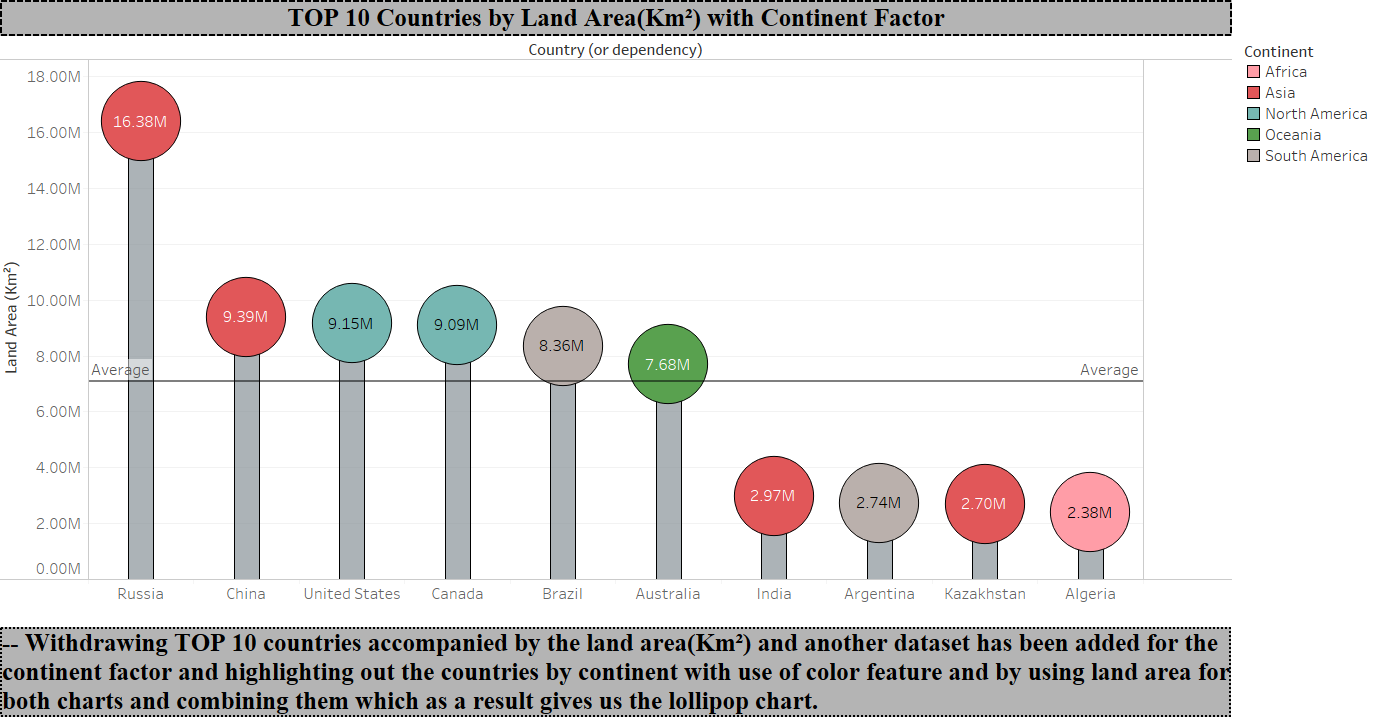 TOP 10 Countries by Land Area(Km²) with Continent Factor
Country (or dependency)
Continent
Africa
Asia
North America
Oceania
South America
Land Area (Km²)
18.00M
16.00M
14.00M
12.00M
10.00M
8.00M
6.00M
4.00M
2.00M
0.00M
16.38M
9.39M
9.15M
9.09M
8.36M
7.68M
2.97M
2.74M
2.70M
2.38M
Average
Average
Russia
China
United States
Canada
Brazil
Australia
India
Argentina
Kazakhstan
Algeria
-- Withdrawing TOP 10 countries accompanied by the land area(Km²) and another dataset has been added for the
continent factor and highlighting out the countries by continent with use of color feature and by using land area for
both charts and combining them which as a result gives us the lollipop chart.